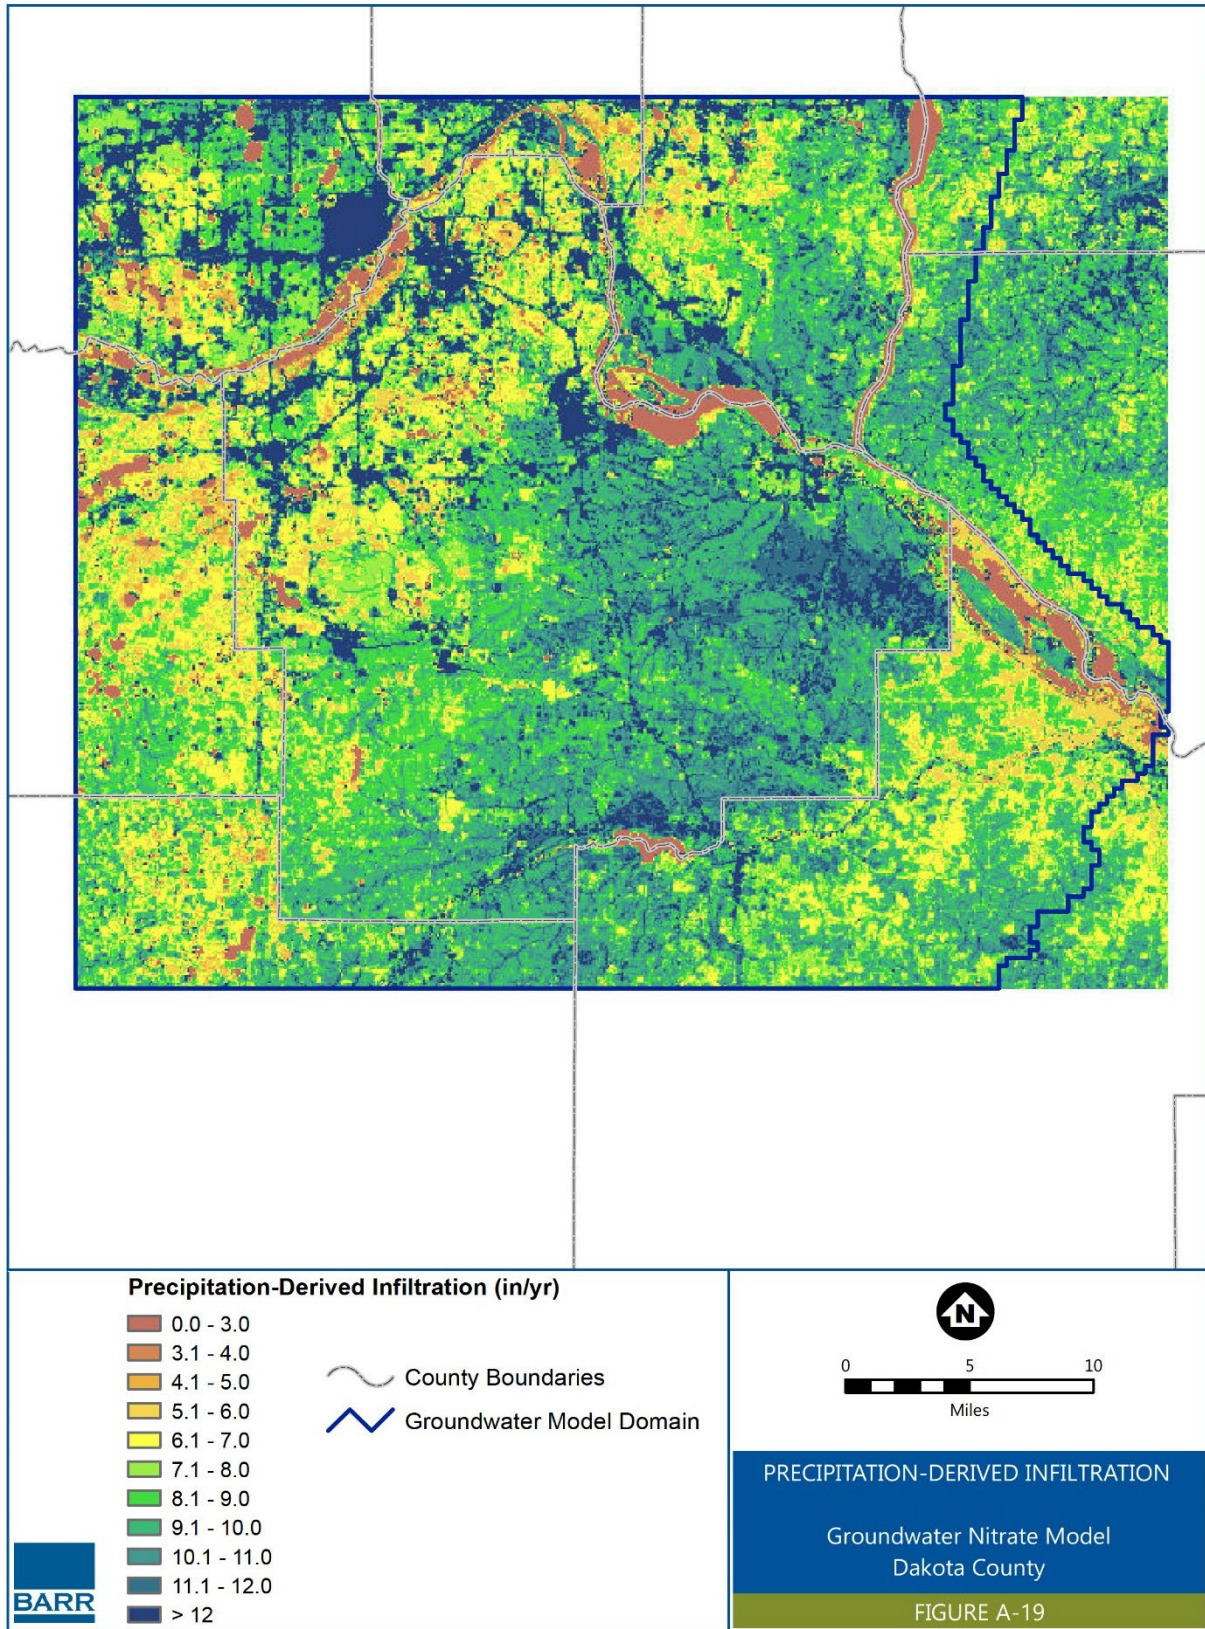 Precipitation-Derived Infiltration (in/yr)
0.0 - 3.0
3.1 - 4.0
4.1 - 5.0
5.1 - 6.0
6.1 - 7.0
7.1 - 8.0
8.1 - 9.0
9.1 - 10.0
10.1 - 11.0
11.1 - 12.0
> 12
County Boundaries
Groundwater Model Domain
BARR
N
0 5 10
Miles
PRECIPITATION-DERIVED INFILTRATION
Groundwater Nitrate Model
Dakota County
FIGURE A-19